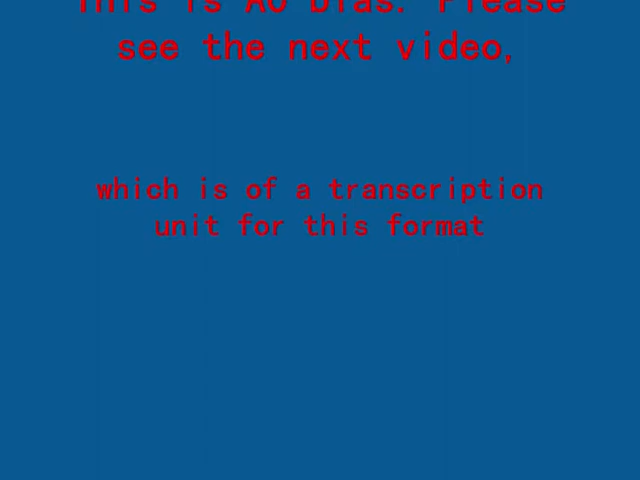 This is AC bias. Please
see the next video,
which is of a transcription
unit for this format